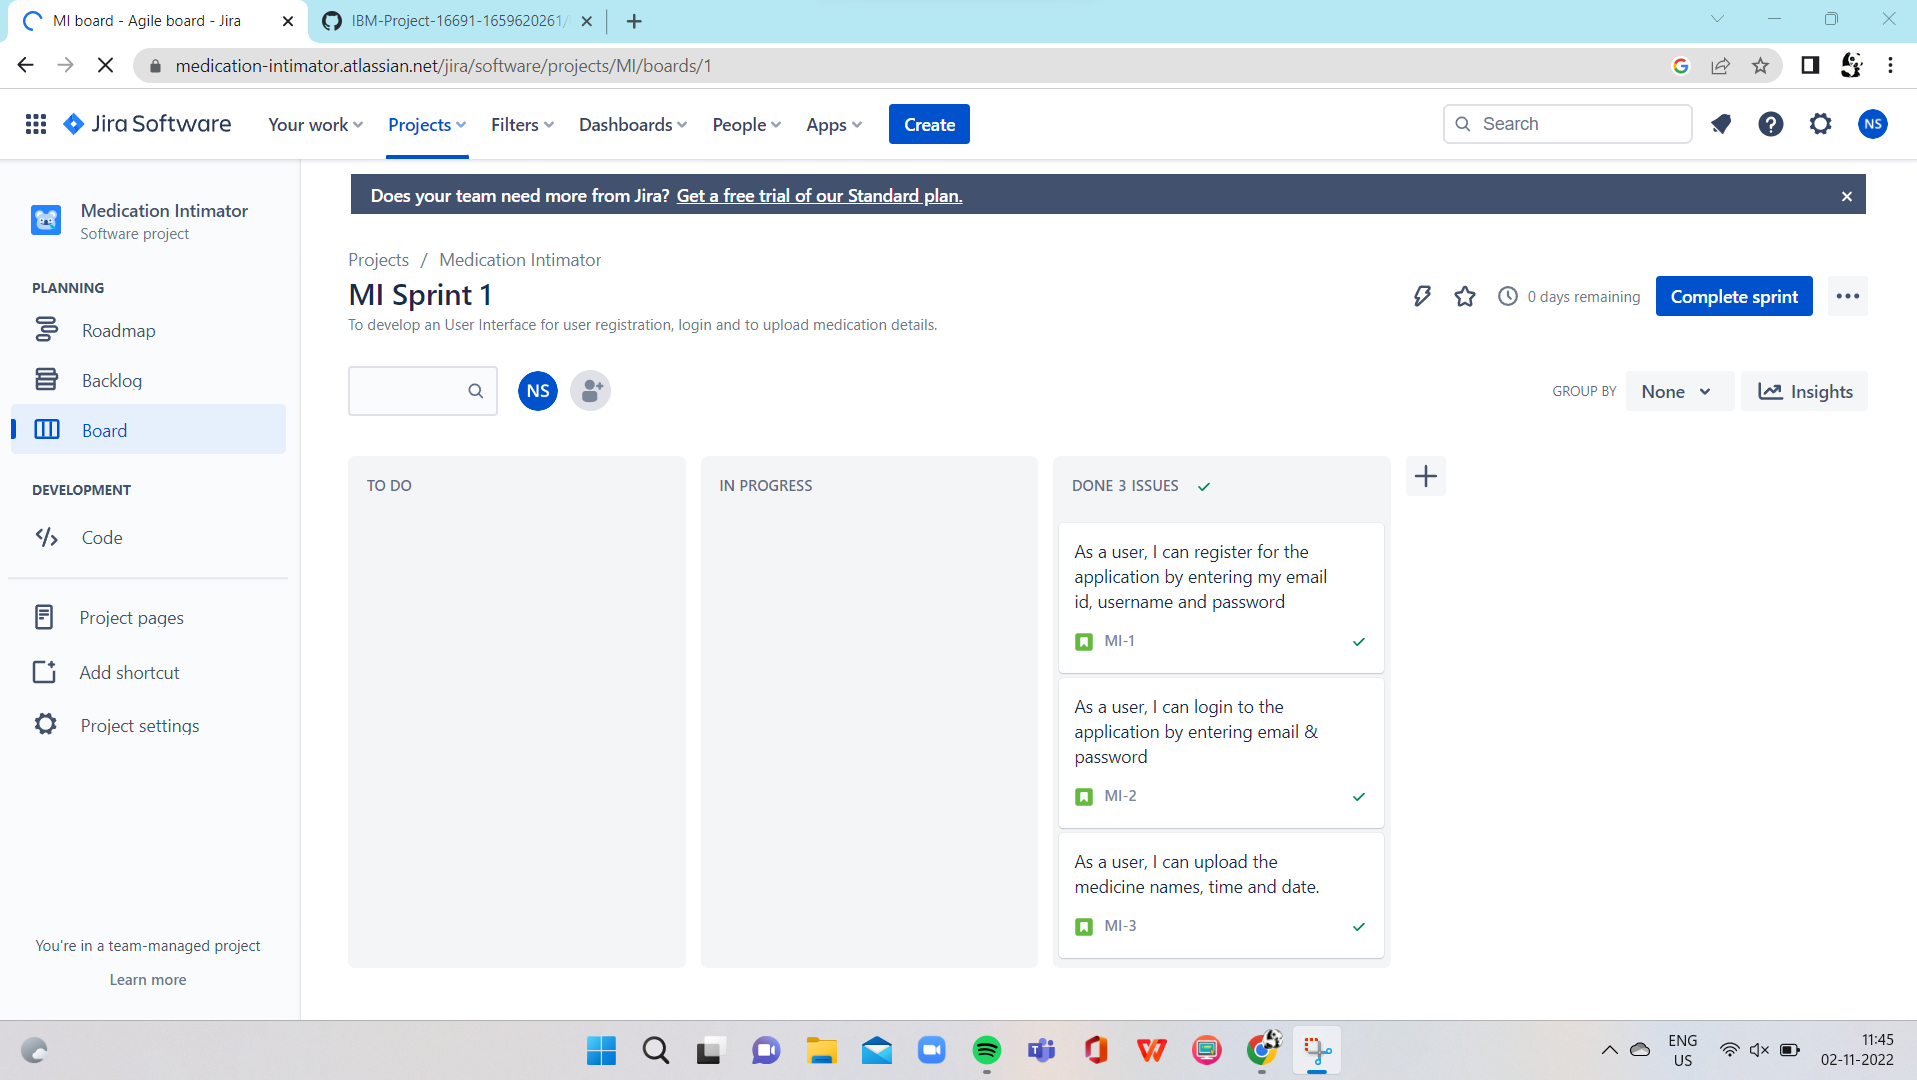 MI board - Agile board - Jira
IBM-Project-16691-1659620261/
medication-intimator.atlassian.net/jira/software/projects/MI/boards/1
Jira Software
Your work
Projects
Filters
Dashboards
People
Apps
Create
Search
NS
Medication Intimator
Software project
PLANNING
Roadmap
Backlog
Board
DEVELOPMENT
Code
Project pages
Add shortcut
Project settings
You're in a team-managed project
Learn more
Does your team need more from Jira? Get a free trial of our Standard plan.
Projects / Medication Intimator
MI Sprint 1
To develop an User Interface for user registration, login and to upload medication details.
0 days remaining
Complete sprint
NS
GROUP BY
None
Insights
TO DO
IN PROGRESS
DONE 3 ISSUES
As a user, I can register for the
application by entering my email
id, username and password
MI-1
As a user, I can login to the
application by entering email &
password
MI-2
As a user, I can upload the
medicine names, time and date.
MI-3
ENG
US
11:45
02-11-2022